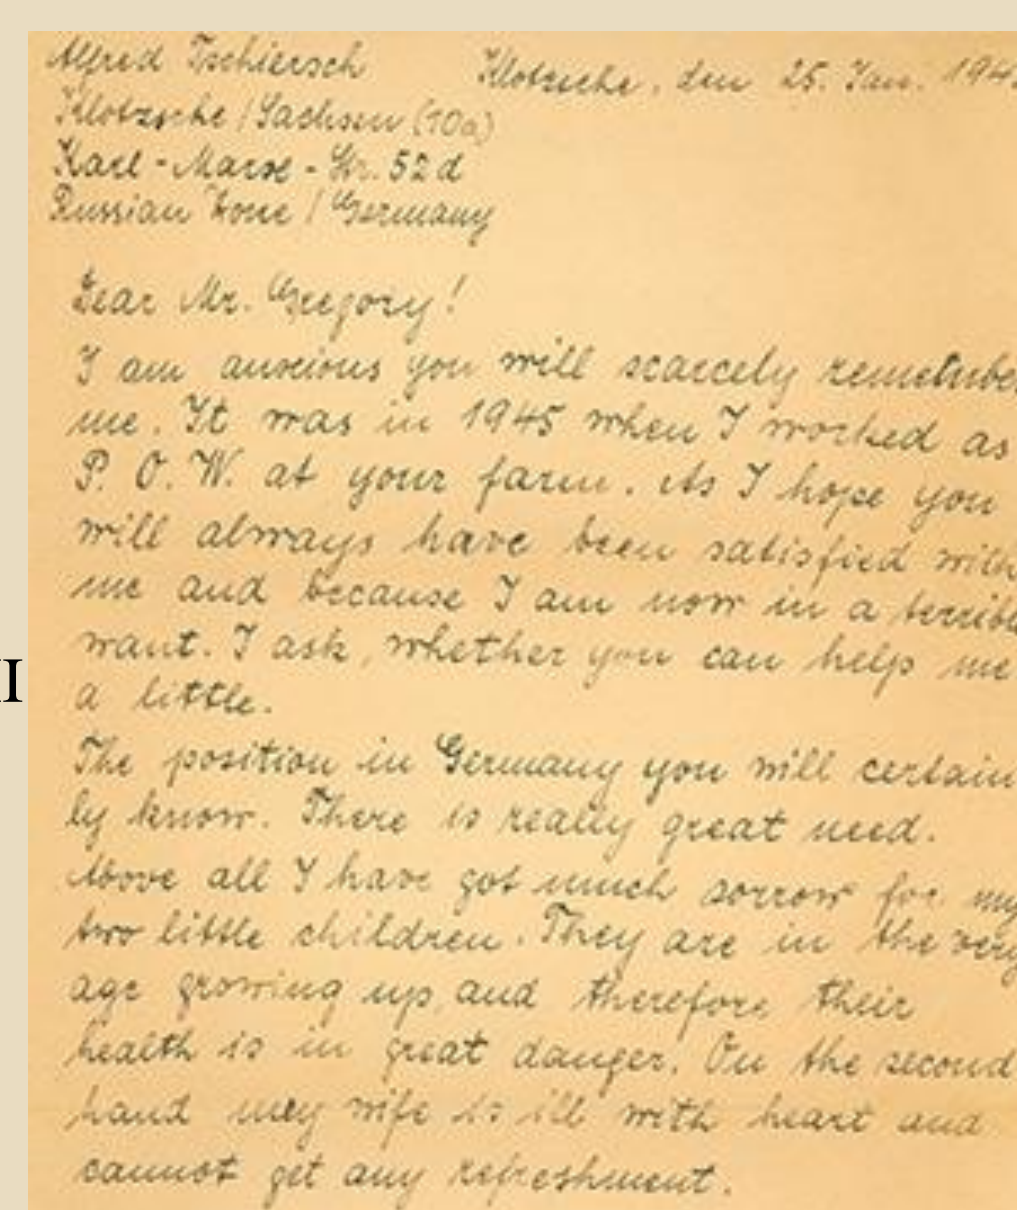 Alfred Tschiersch Klotzsche, den 25. Jan. 194
Klotzsche / Sachsen (10a)
Karl-Marx-Str. 52d
Russian Zone / Germany
Dear Mr. Gregory!
I am anxious you will scarcely remember
me. It was in 1945 when I worked as
P. O. W. at your farm. As I hope you
will always have been satisfied with
me and because I am now in a terrible
want. I ask, whether you can help me
a little.
II
The position in Germany you will certain
ly know. There is really great need.
Above all I have got much sorrow for my
two little children. They are in the very
age growing up, and therefore their
health is in great danger. On the second
hand my wife is ill with heart and
cannot get any refreshment.